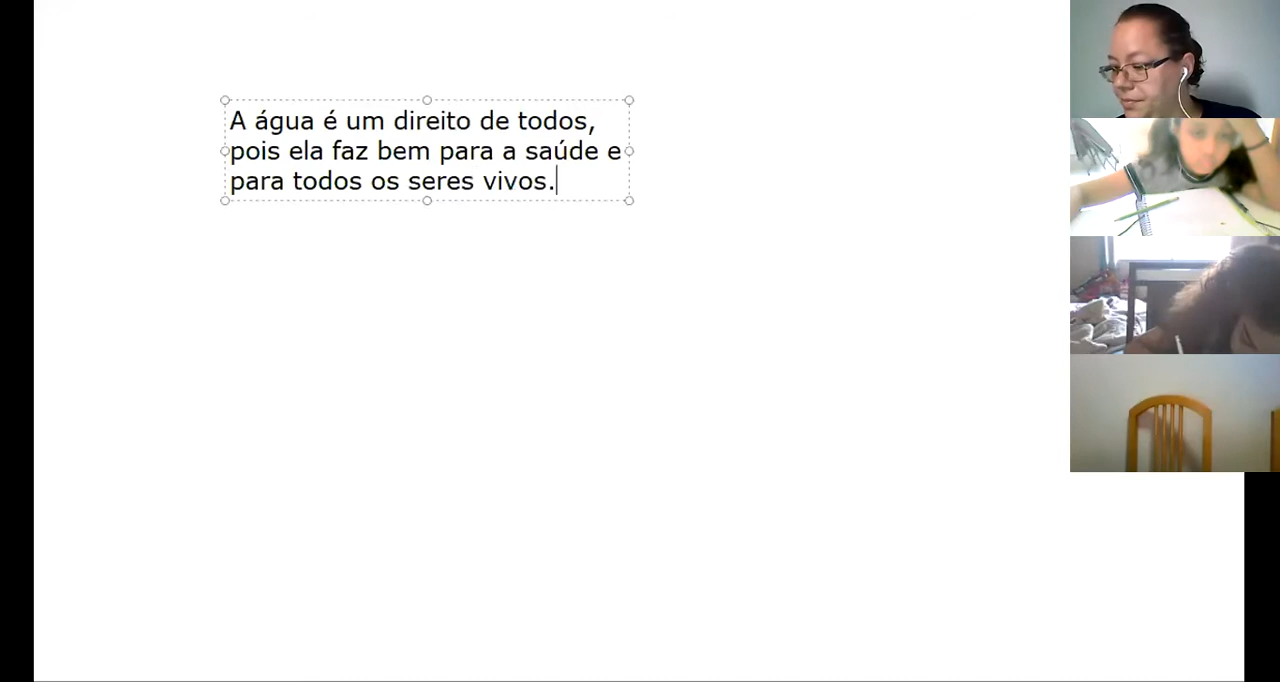 A água é um direito de todos,
pois ela faz bem para a saúde e
para todos os seres vivos.